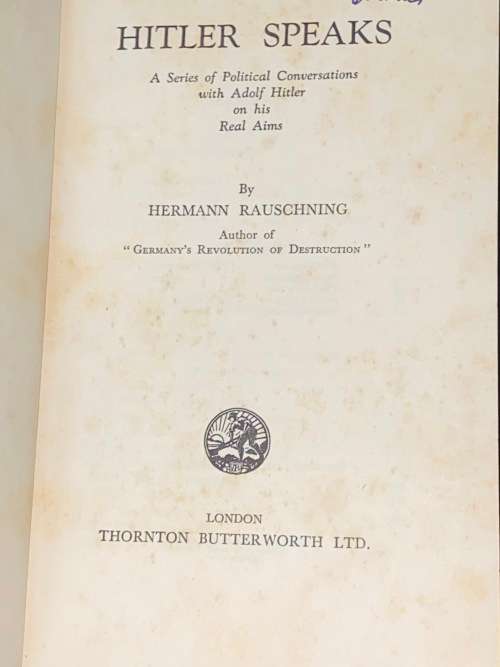 HITLER SPEAKS
A Series of Political Conversations
with Adolf Hitler
on his
Real Aims
By
HERMANN RAUSCHNING
Author of
"GERMANY'S REVOLUTION OF DESTRUCTION"
LONDON
THORNTON BUTTERWORTH LTD.